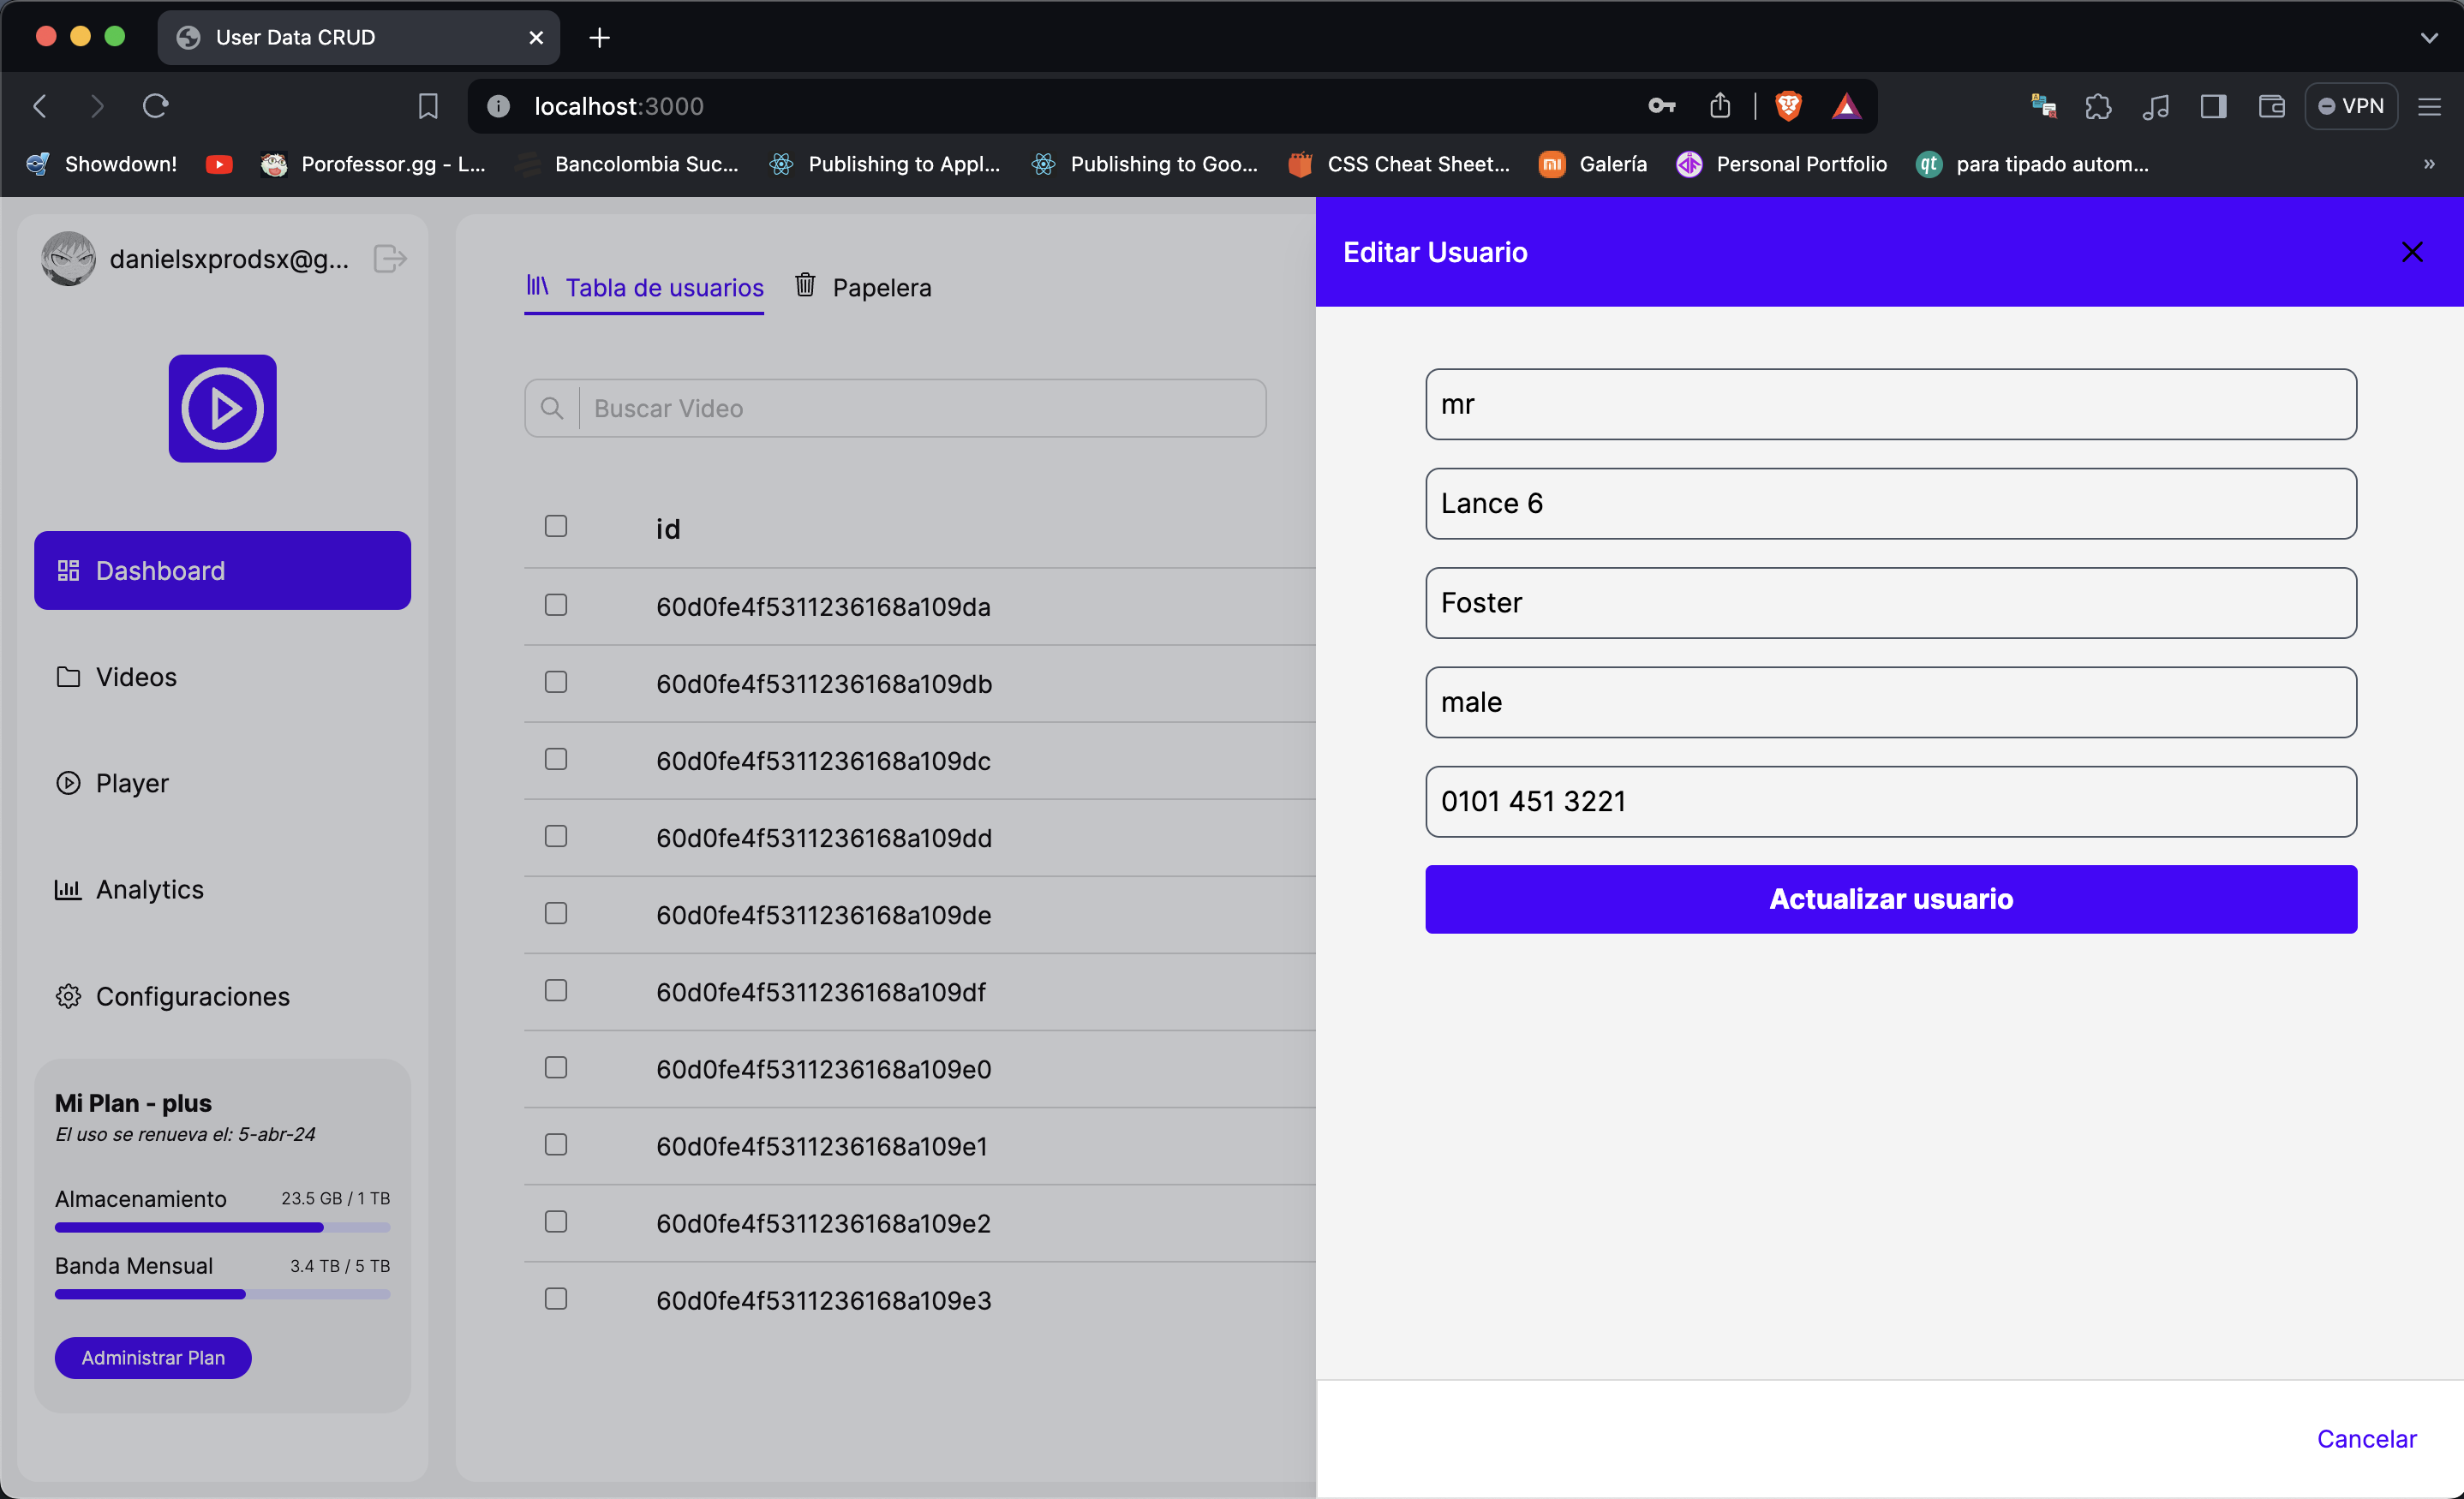 User Data CRUD
localhost:3000
VPN
Showdown!
Porofessor.gg - L...
Bancolombia Suc...
Publishing to Appl...
Publishing to Goo...
CSS Cheat Sheet...
Galería
Personal Portfolio
qt
para tipado autom...
danielsxprodsx@g...
Dashboard
Videos
Player
Analytics
Configuraciones
Mi Plan - plus
El uso se renueva el: 5-abr-24
Almacenamiento 23.5 GB / 1 TB
Banda Mensual 3.4 TB / 5 TB
Administrar Plan
Tabla de usuarios
Papelera
Buscar Video
id
60d0fe4f5311236168a109da
60d0fe4f5311236168a109db
60d0fe4f5311236168a109dc
60d0fe4f5311236168a109dd
60d0fe4f5311236168a109de
60d0fe4f5311236168a109df
60d0fe4f5311236168a109e0
60d0fe4f5311236168a109e1
60d0fe4f5311236168a109e2
60d0fe4f5311236168a109e3
Editar Usuario
mr
Lance 6
Foster
male
0101 451 3221
Actualizar usuario
Cancelar